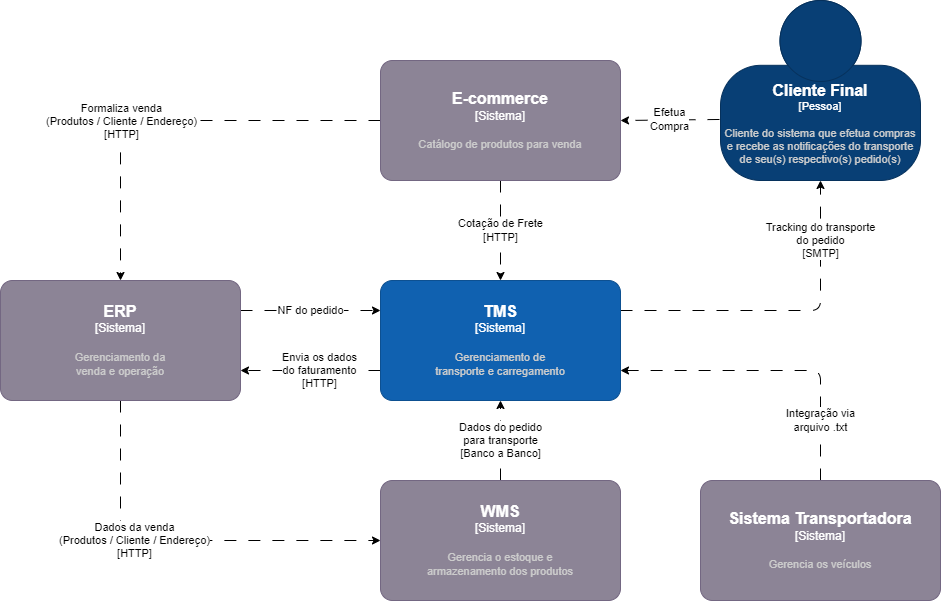 Cliente Final
[Pessoa]
Cliente do sistema que efetua compras
e recebe as notificações do transporte
de seu(s) respectivo(s) pedido(s)
E-commerce
[Sistema]
Catálogo de produtos para venda
Efetua
Compra
Formaliza venda
(Produtos / Cliente / Endereço)
[HTTP]
Cotação de Frete
[HTTP]
Tracking do transporte
do pedido
[SMTP]
ERP
[Sistema]
Gerenciamento da
venda e operação
NF do pedido
Envia os dados
do faturamento
[HTTP]
TMS
[Sistema]
Gerenciamento de
transporte e carregamento
Dados do pedido
para transporte
[Banco a Banco]
Integração via
arquivo .txt
Dados da venda
(Produtos / Cliente / Endereço)
[HTTP]
WMS
[Sistema]
Gerencia o estoque e
armazenamento dos produtos
Sistema Transportadora
[Sistema]
Gerencia os veículos